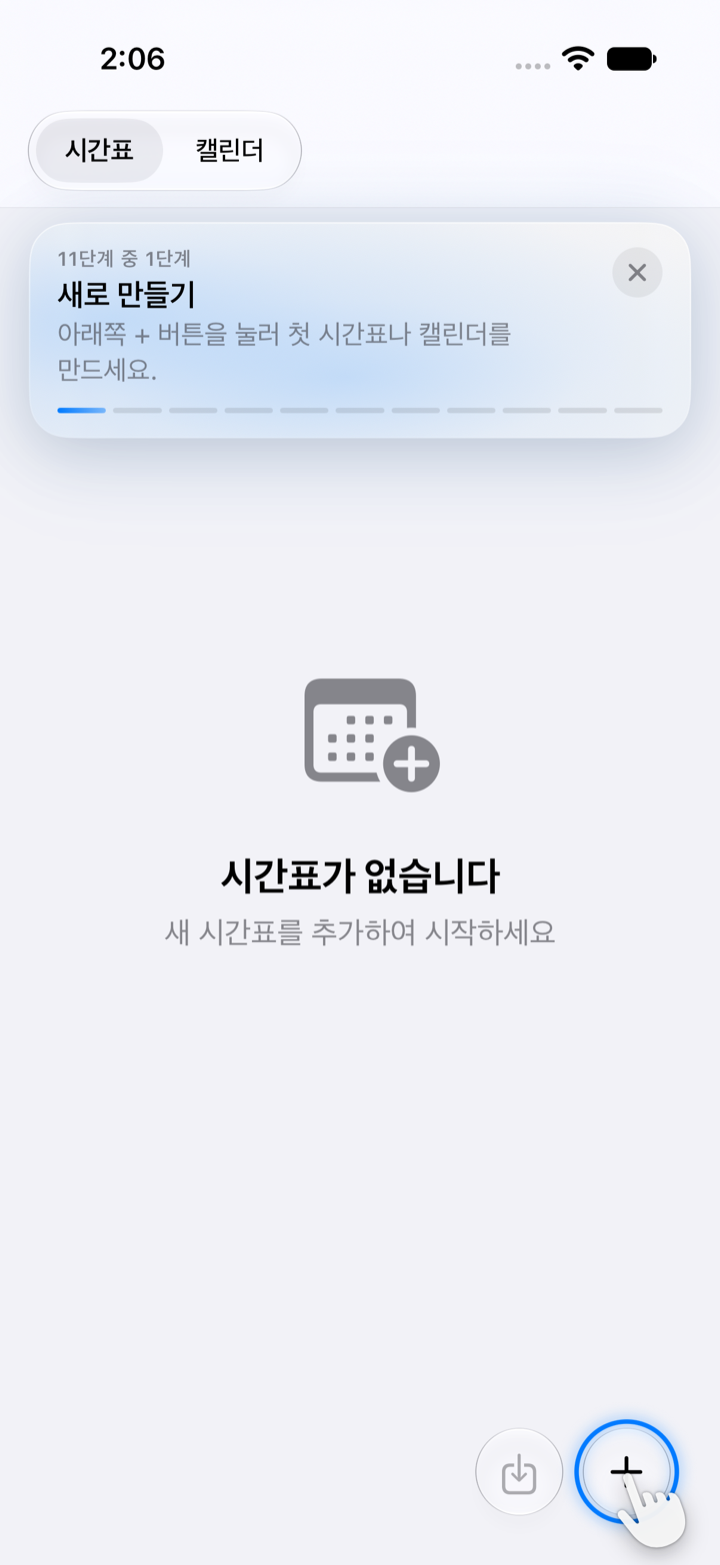 2:06
시간표
캘린더
11단계 중 1단계
새로 만들기
아래쪽 + 버튼을 눌러 첫 시간표나 캘린더를
만드세요.
시간표가 없습니다
새 시간표를 추가하여 시작하세요